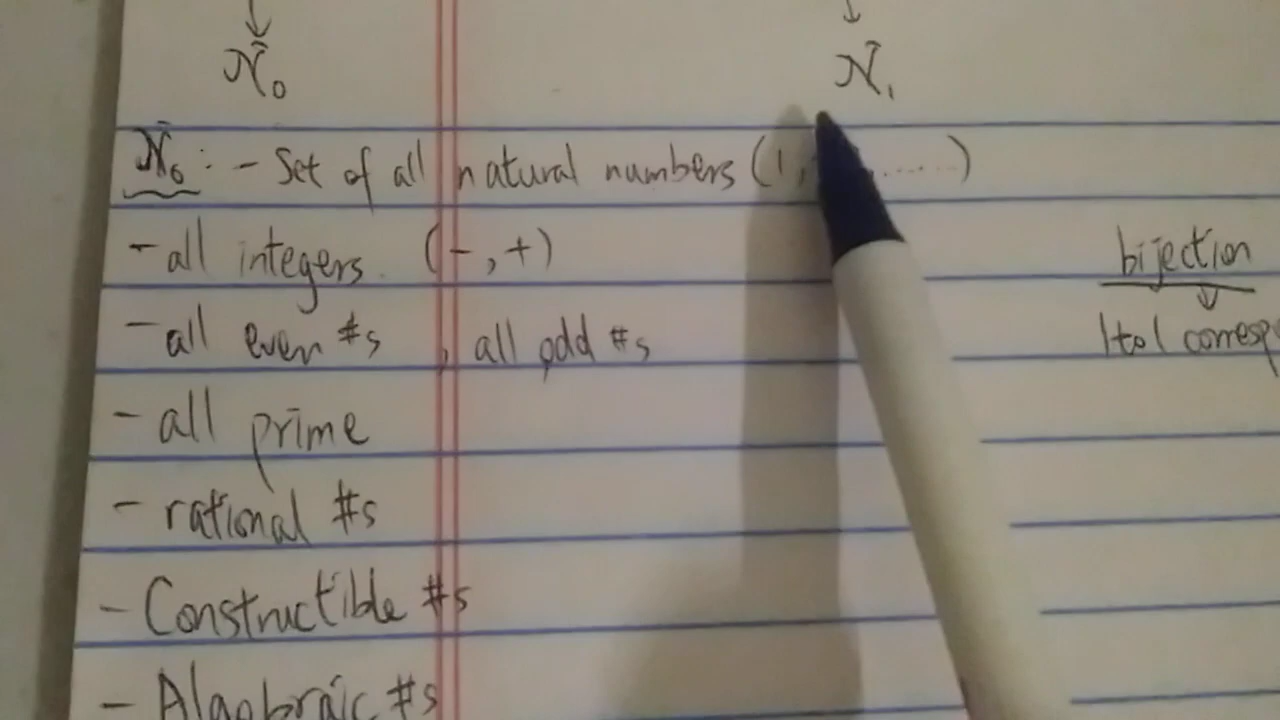 ℵ₀ ℵ₁
ℵ₀: - Set of all natural numbers (1, ......)
- all integers. (-, +)
bijection
- all even #s, all odd #s
1 to 1
- all prime
- rational #s
- Constructible #s
- Algebraic #s